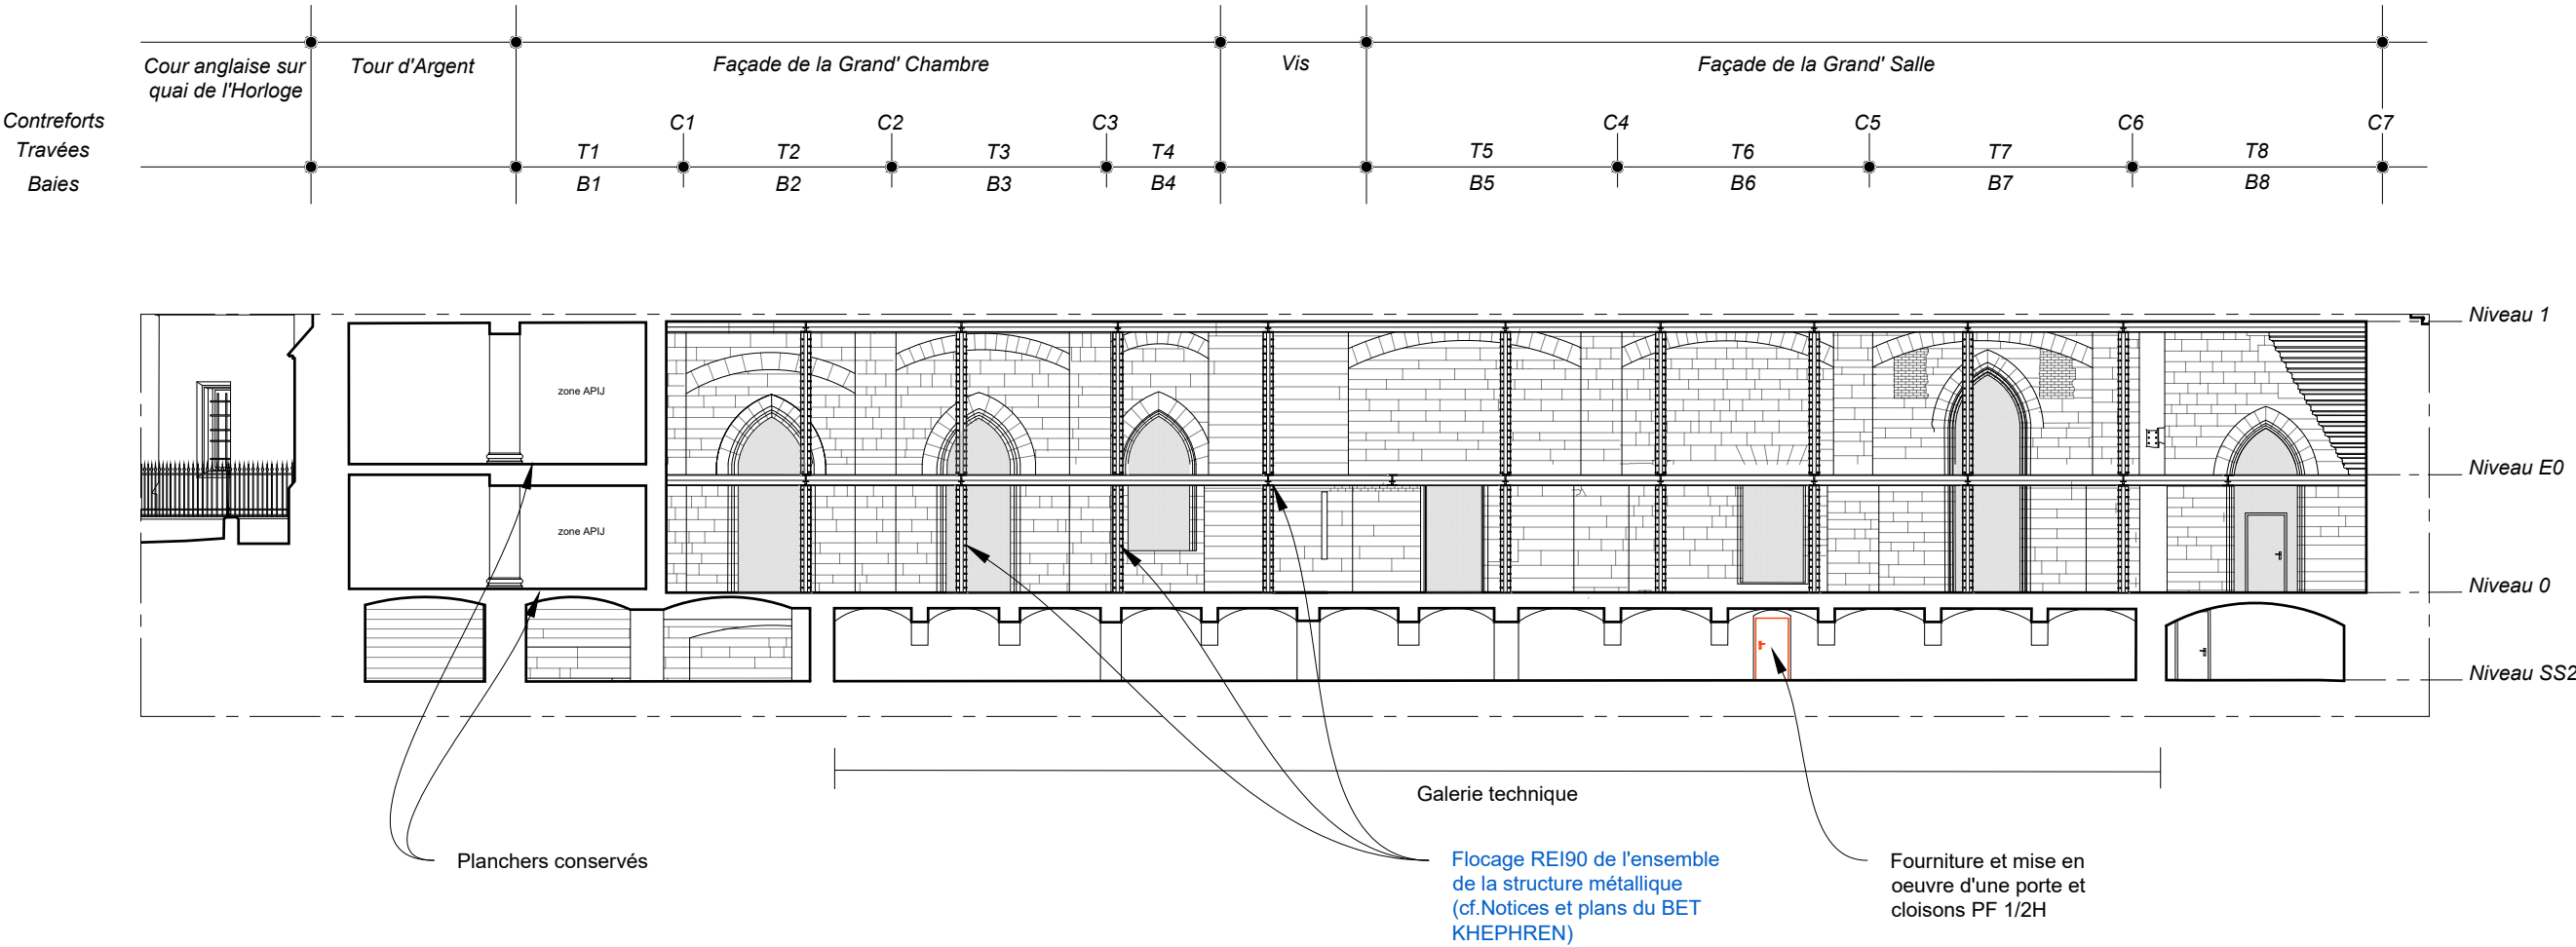 Cour anglaise sur
quai de l'Horloge
Tour d'Argent
Façade de la Grand' Chambre
Vis
Façade de la Grand' Salle
Contreforts
C1
C2
C3
C4
C5
C6
C7
Travées
T1
T2
T3
T4
T5
T6
T7
T8
Baies
B1
B2
B3
B4
B5
B6
B7
B8
Niveau 1
zone APIJ
Niveau E0
zone APIJ
Niveau 0
Niveau SS2
Galerie technique
Planchers conservés
Flocage REI90 de l'ensemble
de la structure métallique
(cf.Notices et plans du BET
KHEPHREN)
Fourniture et mise en
oeuvre d'une porte et
cloisons PF 1/2H